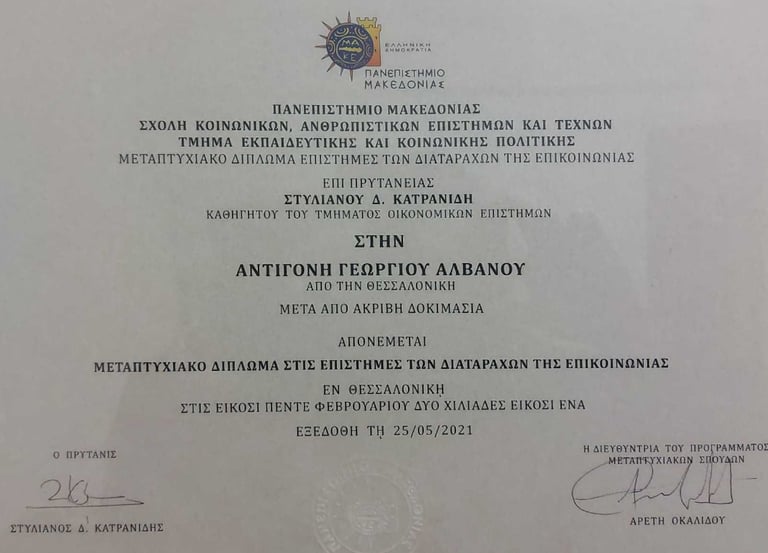 ΜΑ
ΚΕ
ΕΛΛΗΝΙΚΗ
ΔΗΜΟΚΡΑΤΙΑ
ΠΑΝΕΠΙΣΤΗΜΙΟ
ΜΑΚΕΔΟΝΙΑΣ
ΠΑΝΕΠΙΣΤΗΜΙΟ ΜΑΚΕΔΟΝΙΑΣ
ΣΧΟΛΗ ΚΟΙΝΩΝΙΚΩΝ, ΑΝΘΡΩΠΙΣΤΙΚΩΝ ΕΠΙΣΤΗΜΩΝ ΚΑΙ ΤΕΧΝΩΝ
ΤΜΗΜΑ ΕΚΠΑΙΔΕΥΤΙΚΗΣ ΚΑΙ ΚΟΙΝΩΝΙΚΗΣ ΠΟΛΙΤΙΚΗΣ
ΜΕΤΑΠΤΥΧΙΑΚΟ ΔΙΠΛΩΜΑ ΕΠΙΣΤΗΜΕΣ ΤΩΝ ΔΙΑΤΑΡΑΧΩΝ ΤΗΣ ΕΠΙΚΟΙΝΩΝΙΑΣ
ΕΠΙ ΠΡΥΤΑΝΕΙΑΣ
ΣΤΥΛΙΑΝΟΥ Δ. ΚΑΤΡΑΝΙΔΗ
ΚΑΘΗΓΗΤΟΥ ΤΟΥ ΤΜΗΜΑΤΟΣ ΟΙΚΟΝΟΜΙΚΩΝ ΕΠΙΣΤΗΜΩΝ
ΣΤΗΝ
ΑΝΤΙΓΟΝΗ ΓΕΩΡΓΙΟΥ ΑΛΒΑΝΟΥ
ΑΠΟ ΤΗΝ ΘΕΣΣΑΛΟΝΙΚΗ
ΜΕΤΑ ΑΠΟ ΑΚΡΙΒΗ ΔΟΚΙΜΑΣΙΑ
ΑΠΟΝΕΜΕΤΑΙ
ΜΕΤΑΠΤΥΧΙΑΚΟ ΔΙΠΛΩΜΑ ΣΤΙΣ ΕΠΙΣΤΗΜΕΣ ΤΩΝ ΔΙΑΤΑΡΑΧΩΝ ΤΗΣ ΕΠΙΚΟΙΝΩΝΙΑΣ
ΕΝ ΘΕΣΣΑΛΟΝΙΚῌ
ΣΤΙΣ ΕΙΚΟΣΙ ΠΕΝΤΕ ΦΕΒΡΟΥΑΡΙΟΥ ΔΥΟ ΧΙΛΙΑΔΕΣ ΕΙΚΟΣΙ ΕΝΑ
ΕΞΕΔΟΘΗ Τῌ 25/05/2021
Ο ΠΡΥΤΑΝΙΣ
ΣΤΥΛΙΑΝΟΣ Δ. ΚΑΤΡΑΝΙΔΗΣ
Η ΔΙΕΥΘΥΝΤΡΙΑ ΤΟΥ ΠΡΟΓΡΑΜΜΑΤΟΣ
ΜΕΤΑΠΤΥΧΙΑΚΩΝ ΣΠΟΥΔΩΝ
ΑΡΕΤΗ ΟΚΑΛΙΔΟΥ